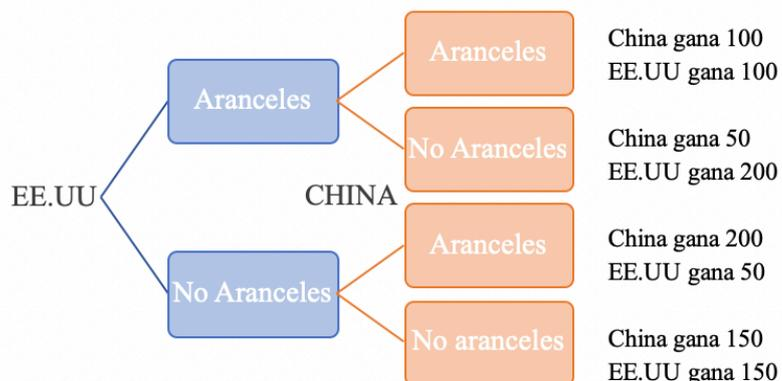 Aranceles
China gana 100
EE.UU gana 100
Aranceles
No Aranceles
China gana 50
EE.UU gana 200
EE.UU
CHINA
Aranceles
China gana 200
EE.UU gana 50
No Aranceles
No aranceles
China gana 150
EE.UU gana 150